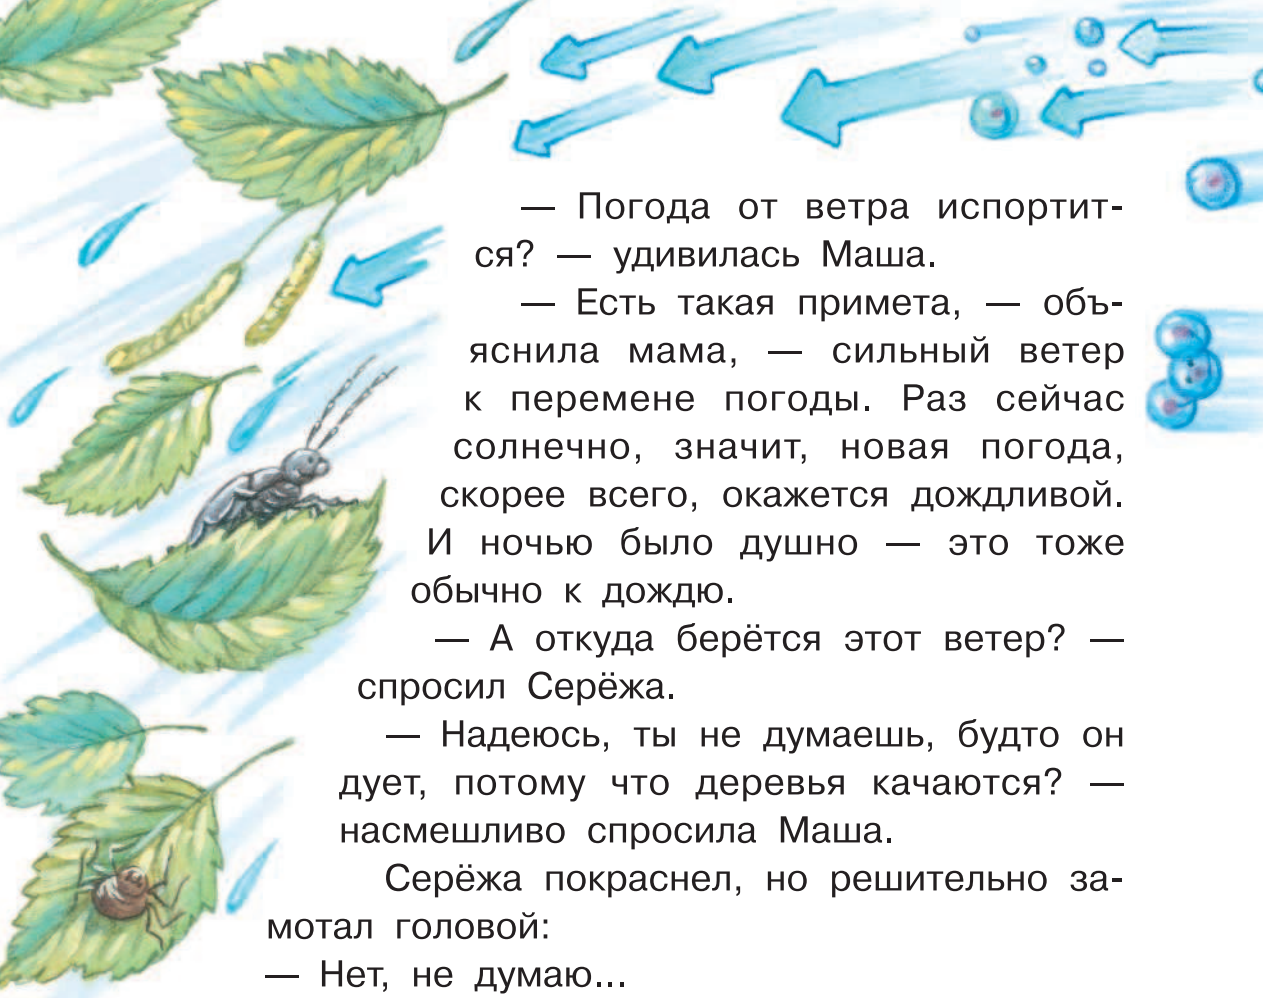 — Погода от ветра испортит-
ся? — удивилась Маша.
— Есть такая примета, — объ-
яснила мама, — сильный ветер
к перемене погоды. Раз сейчас
солнечно, значит, новая погода,
скорее всего, окажется дождливой.
И ночью было душно — это тоже
обычно к дождю.
— А откуда берётся этот ветер? —
спросил Серёжа.
— Надеюсь, ты не думаешь, будто он
дует, потому что деревья качаются? —
насмешливо спросила Маша.
Серёжа покраснел, но решительно за-
мотал головой:
— Нет, не думаю...